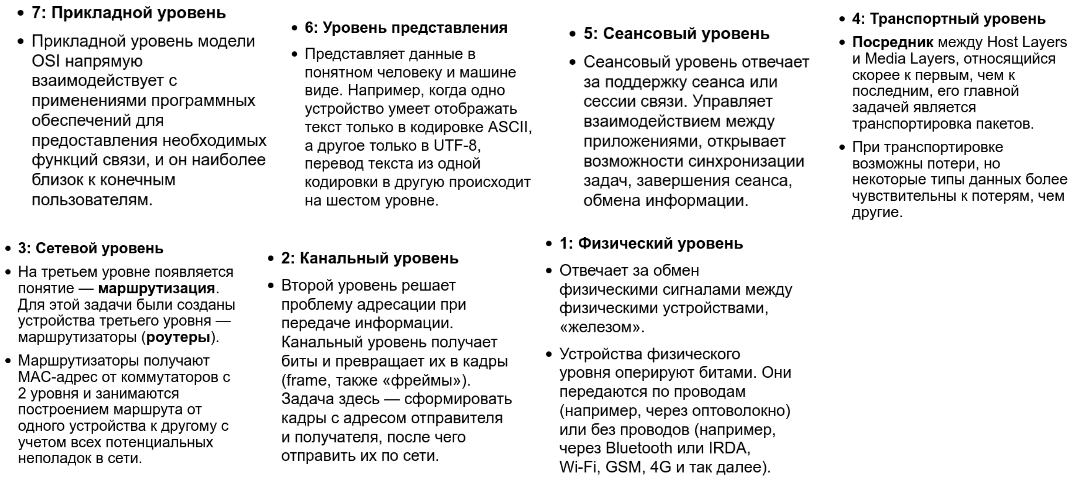 • 7: Прикладной уровень
• Прикладной уровень модели
OSI напрямую
взаимодействует с
применениями программных
обеспечений для
предоставления необходимых
функций связи, и он наиболее
близок к конечным
пользователям.
• 6: Уровень представления
• Представляет данные в
понятном человеку и машине
виде. Например, когда одно
устройство умеет отображать
текст только в кодировке ASCII,
а другое только в UTF-8,
перевод текста из одной
кодировки в другую происходит
на шестом уровне.
• 5: Сеансовый уровень
• Сеансовый уровень отвечает
за поддержку сеанса или
сессии связи. Управляет
взаимодействием между
приложениями, открывает
возможности синхронизации
задач, завершения сеанса,
обмена информации.
• 4: Транспортный уровень
• Посредник между Host Layers
и Media Layers, относящийся
скорее к первым, чем к
последним, его главной
задачей является
транспортировка пакетов.
• При транспортировке
возможны потери, но
некоторые типы данных более
чувствительны к потерям, чем
другие.
• 3: Сетевой уровень
• На третьем уровне появляется
понятие — маршрутизация.
Для этой задачи были созданы
устройства третьего уровня —
маршрутизаторы (роутеры).
• Маршрутизаторы получают
MAC-адрес от коммутаторов с
2 уровня и занимаются
построением маршрута от
одного устройства к другому с
учетом всех потенциальных
неполадок в сети.
• 2: Канальный уровень
• Второй уровень решает
проблему адресации при
передаче информации.
Канальный уровень получает
биты и превращает их в кадры
(frame, также «фреймы»).
Задача здесь — сформировать
кадры с адресом отправителя
и получателя, после чего
отправить их по сети.
• 1: Физический уровень
• Отвечает за обмен
физическими сигналами между
физическими устройствами,
«железом».
• Устройства физического
уровня оперируют битами. Они
передаются по проводам
(например, через оптоволокно)
или без проводов (например,
через Bluetooth или IRDA,
Wi-Fi, GSM, 4G и так далее).